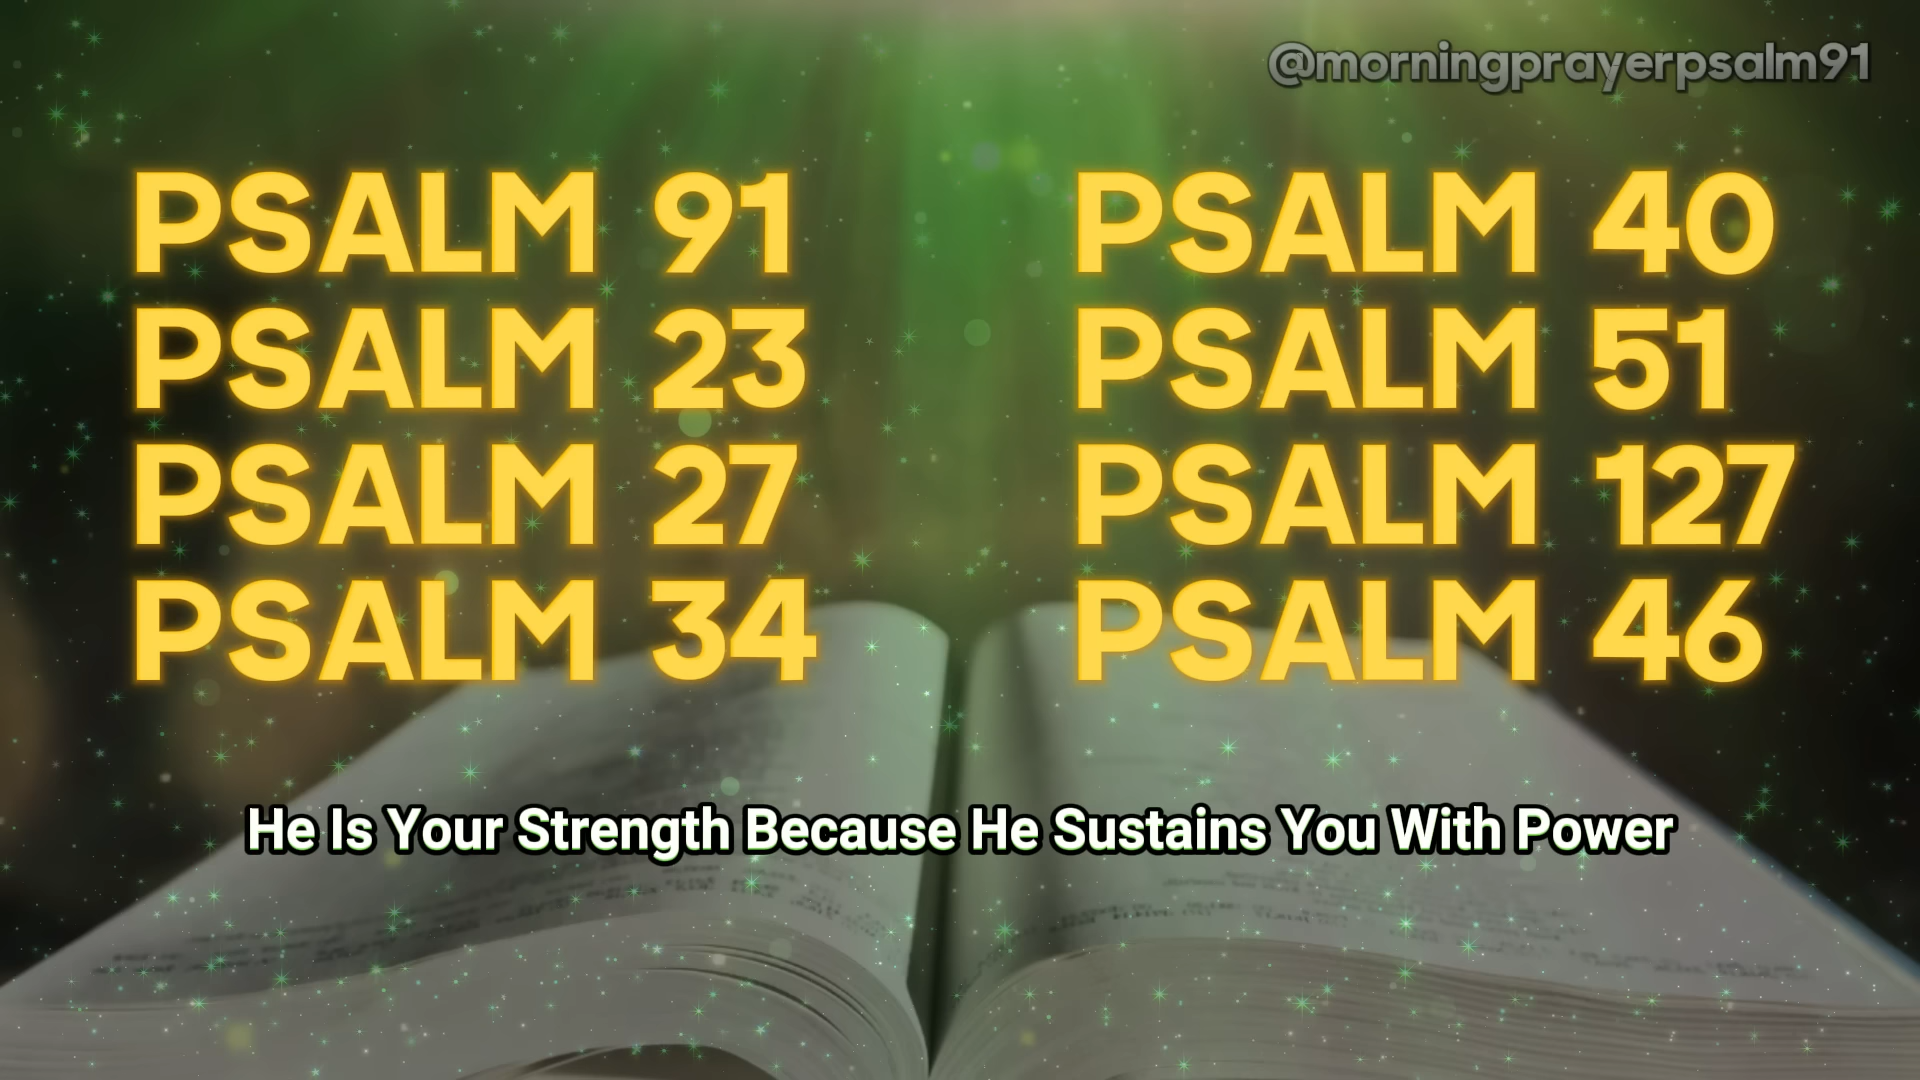 @morningprayerpsalm91
PSALM 91
PSALM 23
PSALM 27
PSALM 34
PSALM 40
PSALM 51
PSALM 127
PSALM 46
He Is Your Strength Because He Sustains You With Power